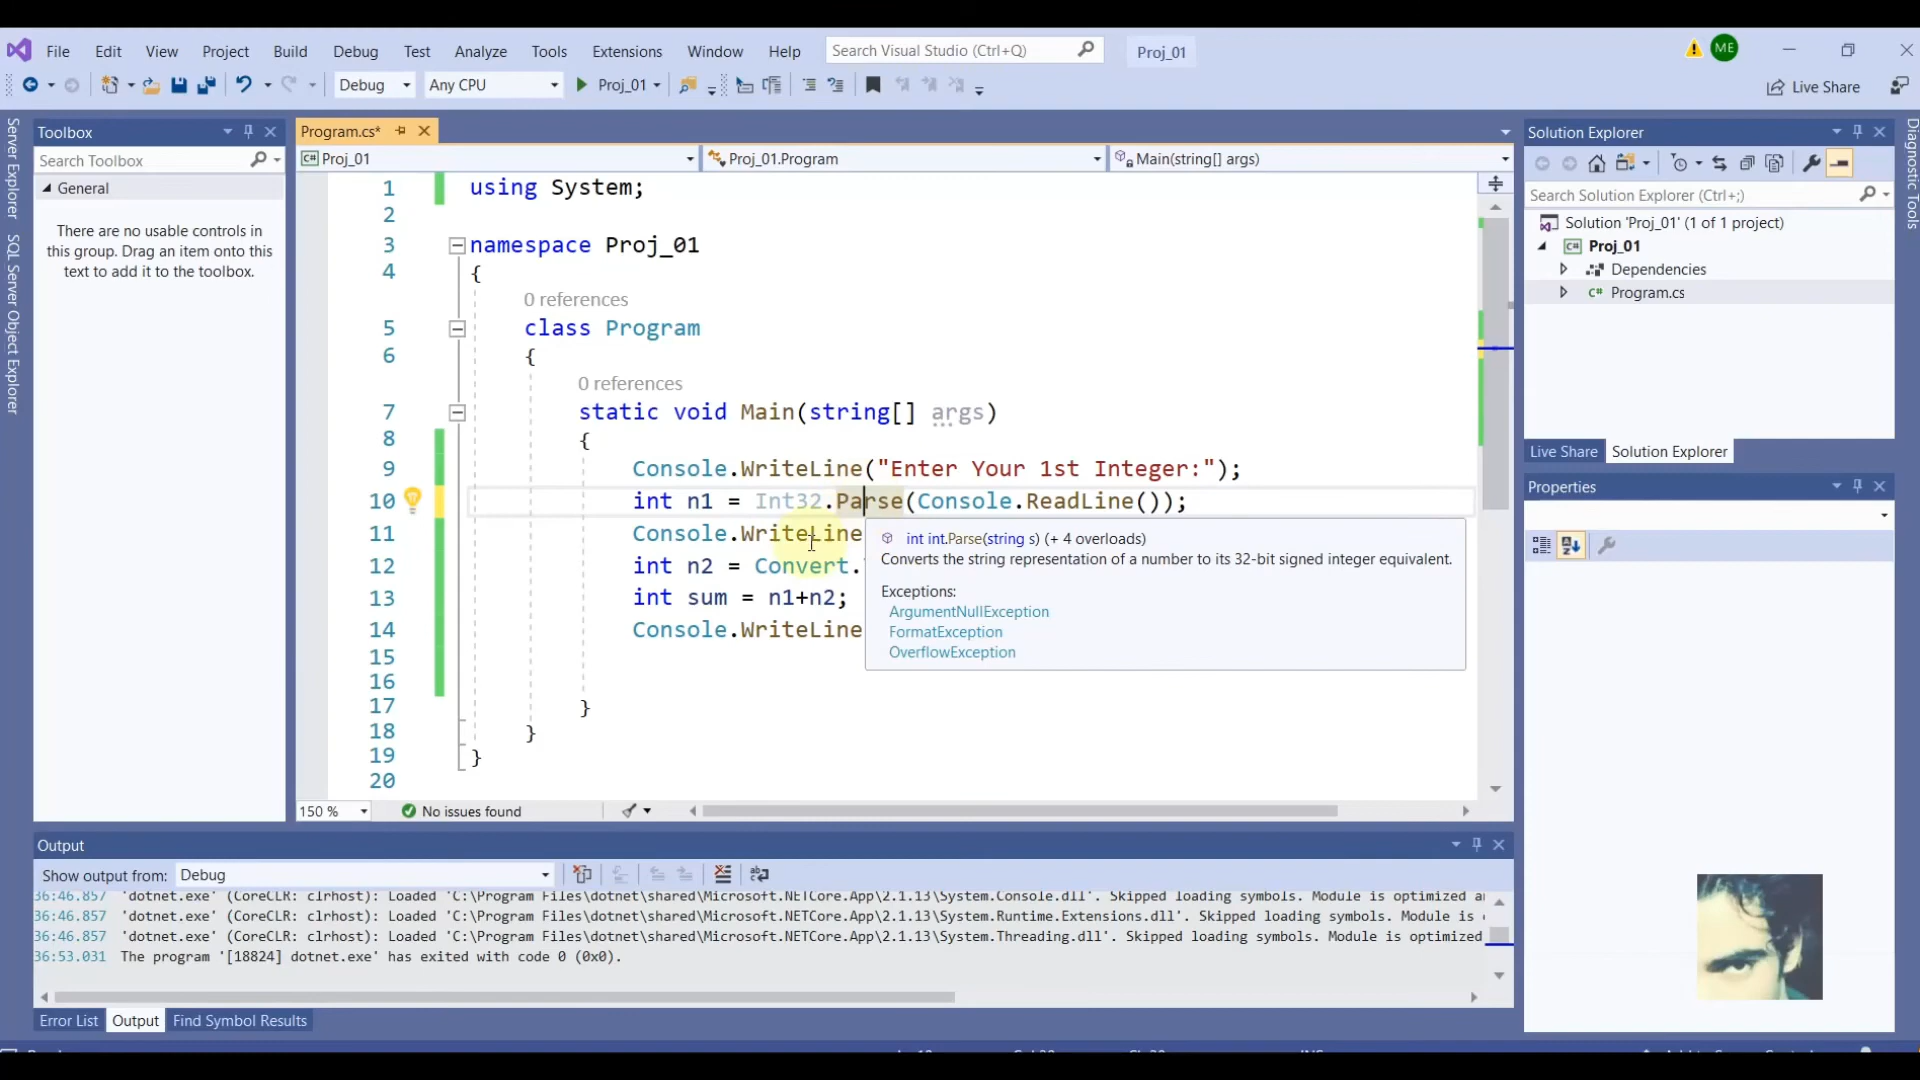 File Edit View Project Build Debug Test Analyze Tools Extensions Window Help Search Visual Studio (Ctrl+Q) Proj_01 ME
Debug Any CPU Proj_01 Live Share
Server Explorer
SQL Server Object Explorer
Toolbox
Search Toolbox
General
There are no usable controls in
this group. Drag an item onto this
text to add it to the toolbox.
Program.cs*
C# Proj_01 Proj_01.Program Main(string[] args)
1 using System;
2
3 namespace Proj_01
4 {
0 references
5 class Program
6 {
0 references
7 static void Main(string[] args)
8 {
9 Console.WriteLine("Enter Your 1st Integer:");
10 int n1 = Int32.Parse(Console.ReadLine());
11 Console.WriteLine
12 int n2 = Convert.
13 int sum = n1+n2;
14 Console.WriteLine
15
16
17 }
18 }
19 }
20
int int.Parse(string s) (+ 4 overloads)
Converts the string representation of a number to its 32-bit signed integer equivalent.
Exceptions:
ArgumentNullException
FormatException
OverflowException
150 % No issues found
Solution Explorer
Search Solution Explorer (Ctrl+;)
Solution 'Proj_01' (1 of 1 project)
C# Proj_01
Dependencies
C# Program.cs
Live Share Solution Explorer
Properties
Diagnostic Tools
Output
Show output from: Debug
36:46.857 'dotnet.exe' (CoreCLR: clrhost): Loaded 'C:\Program Files\dotnet\shared\Microsoft.NETCore.App\2.1.13\System.Console.dll'. Skipped loading symbols. Module is optimized
36:46.857 'dotnet.exe' (CoreCLR: clrhost): Loaded 'C:\Program Files\dotnet\shared\Microsoft.NETCore.App\2.1.13\System.Runtime.Extensions.dll'. Skipped loading symbols. Module is
36:46.857 'dotnet.exe' (CoreCLR: clrhost): Loaded 'C:\Program Files\dotnet\shared\Microsoft.NETCore.App\2.1.13\System.Threading.dll'. Skipped loading symbols. Module is optimized
36:53.031 The program '[18824] dotnet.exe' has exited with code 0 (0x0).
Error List Output Find Symbol Results